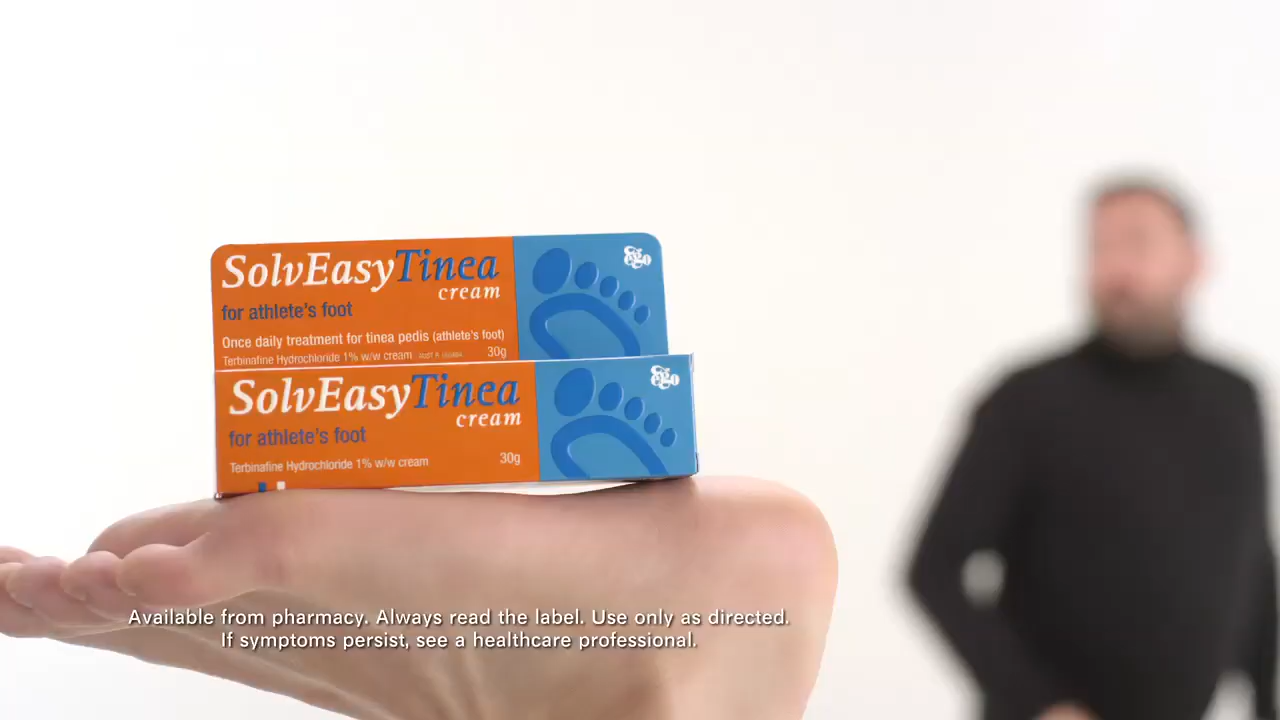 SolvEasyTinea
cream
for athlete's foot
Once daily treatment for tinea pedis (athlete's foot)
Terbinafine Hydrochloride 1% w/w cream
30g
ego
SolvEasyTinea
cream
for athlete's foot
Terbinafine Hydrochloride 1% w/w cream
30g
ego
Available from pharmacy. Always read the label. Use only as directed.
If symptoms persist, see a healthcare professional.